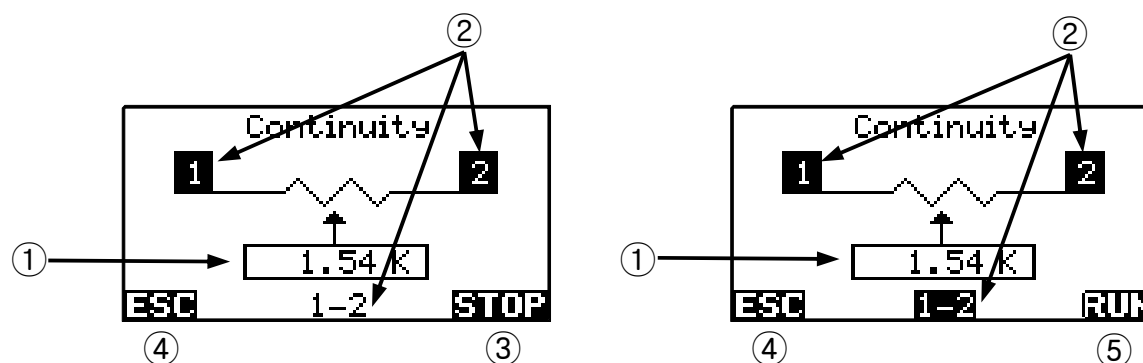 ② ②
Continuity Continuity
1 2 1 2
① 1.54 K ① 1.54 K
ESC 1-2 STOP ESC 1-2 RUN
④ ③ ④ ⑤